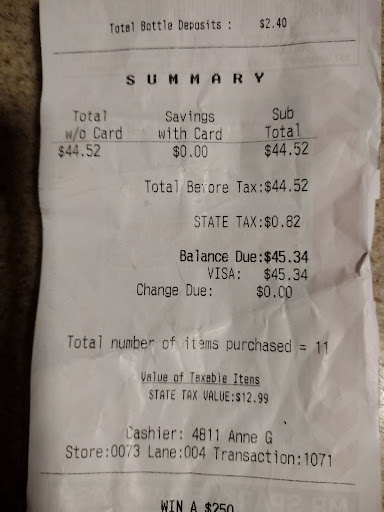 Total Bottle Deposits : $2.40
SUMMARY
Total Savings Sub
w/o Card with Card Total
$44.52 $0.00 $44.52
Total Before Tax:$44.52
STATE TAX:$0.82
Balance Due:$45.34
VISA: $45.34
Change Due: $0.00
Total number of items purchased = 11
Value of Taxable Items
STATE TAX VALUE:$12.99
Cashier: 4811 Anne G
Store:0073 Lane:004 Transaction:1071
WIN A $250